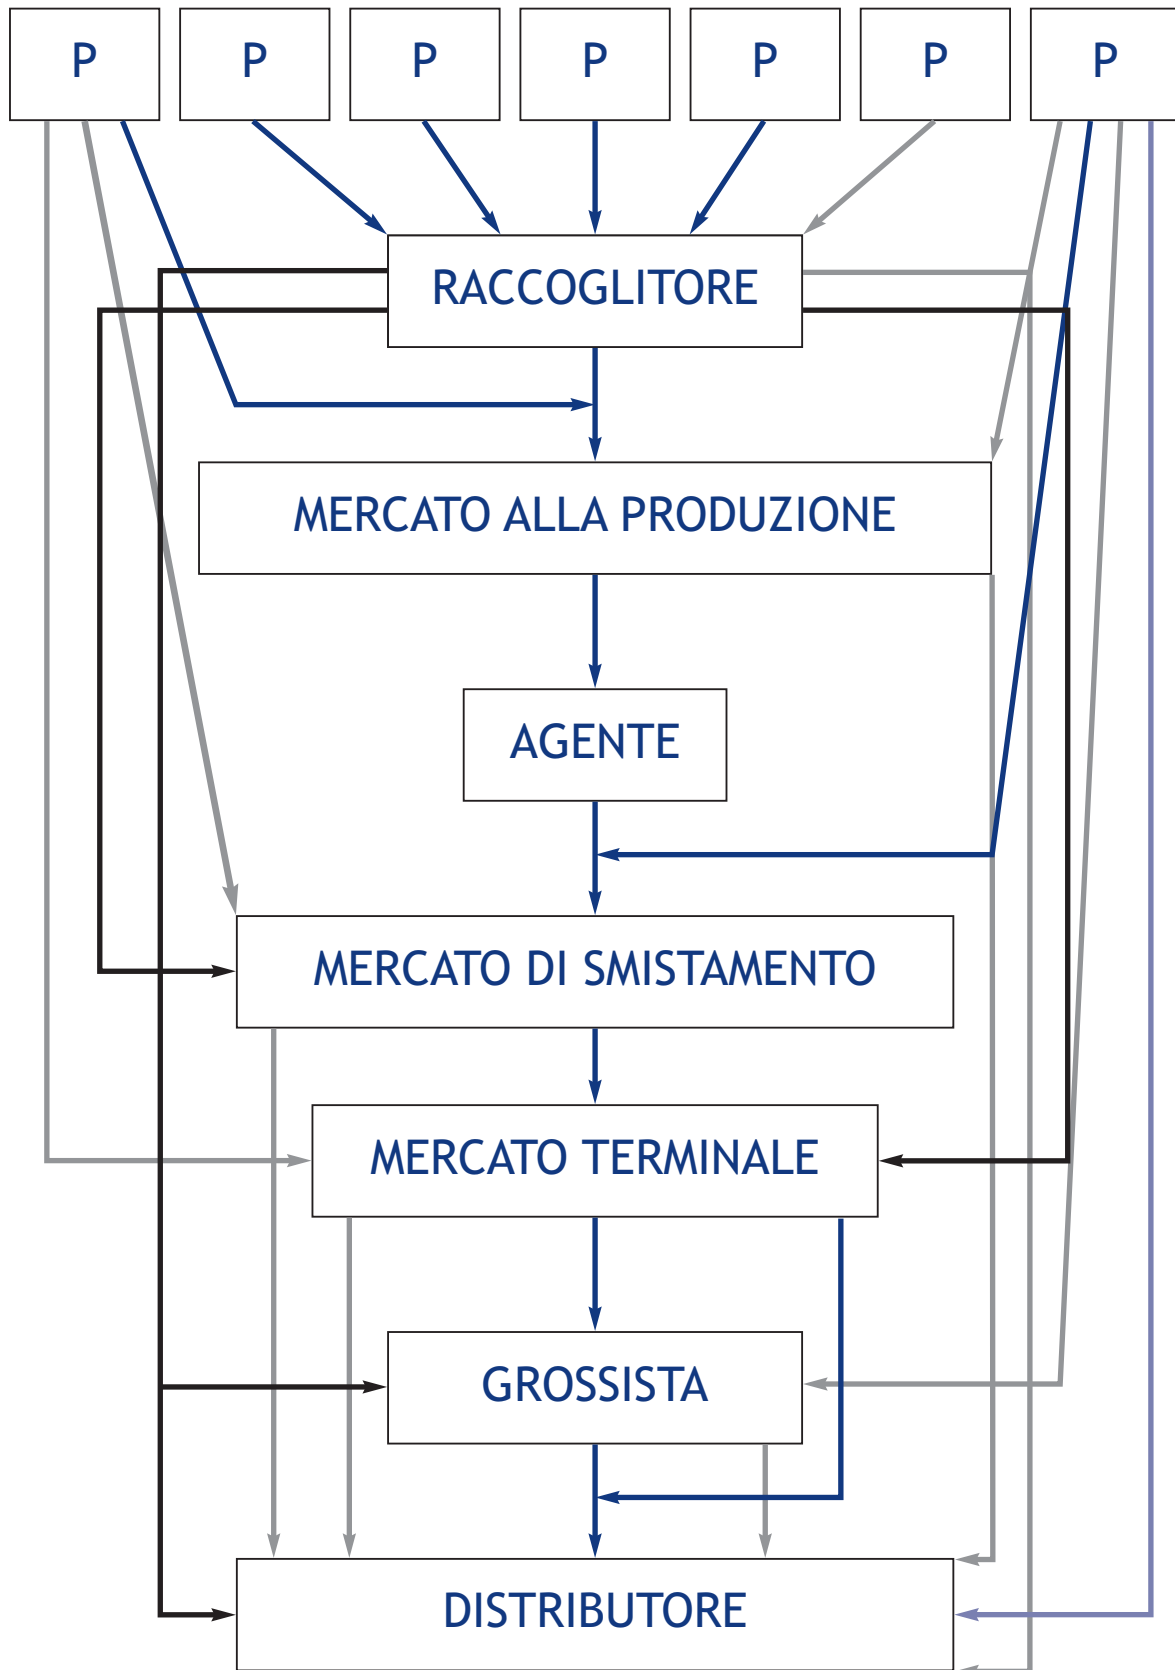 P P P P P P P
RACCOGLITORE
MERCATO ALLA PRODUZIONE
AGENTE
MERCATO DI SMISTAMENTO
MERCATO TERMINALE
GROSSISTA
DISTRIBUTORE